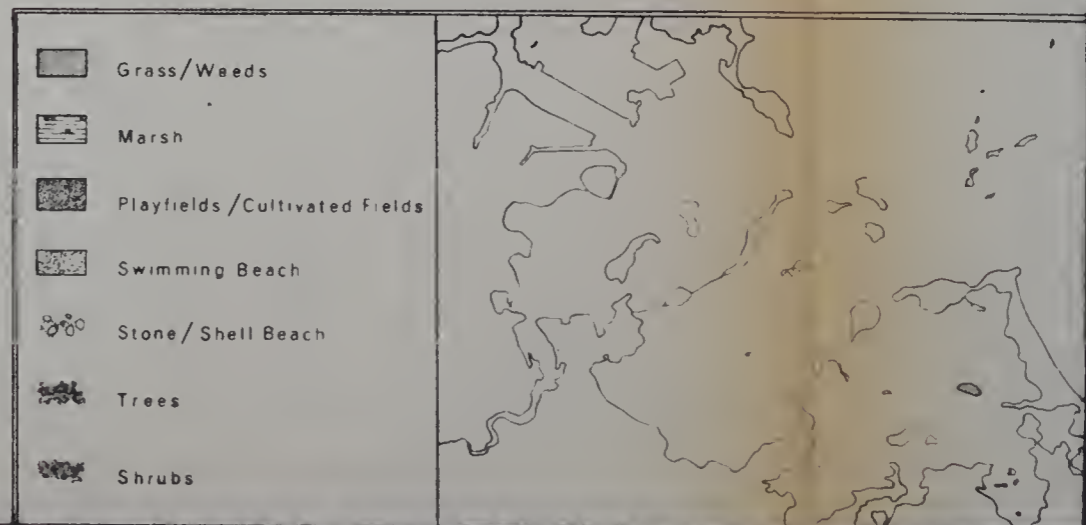 Grass/Weeds
Marsh
Playfields/Cultivated Fields
Swimming Beach
Stone/Shell Beach
Trees
Shrubs